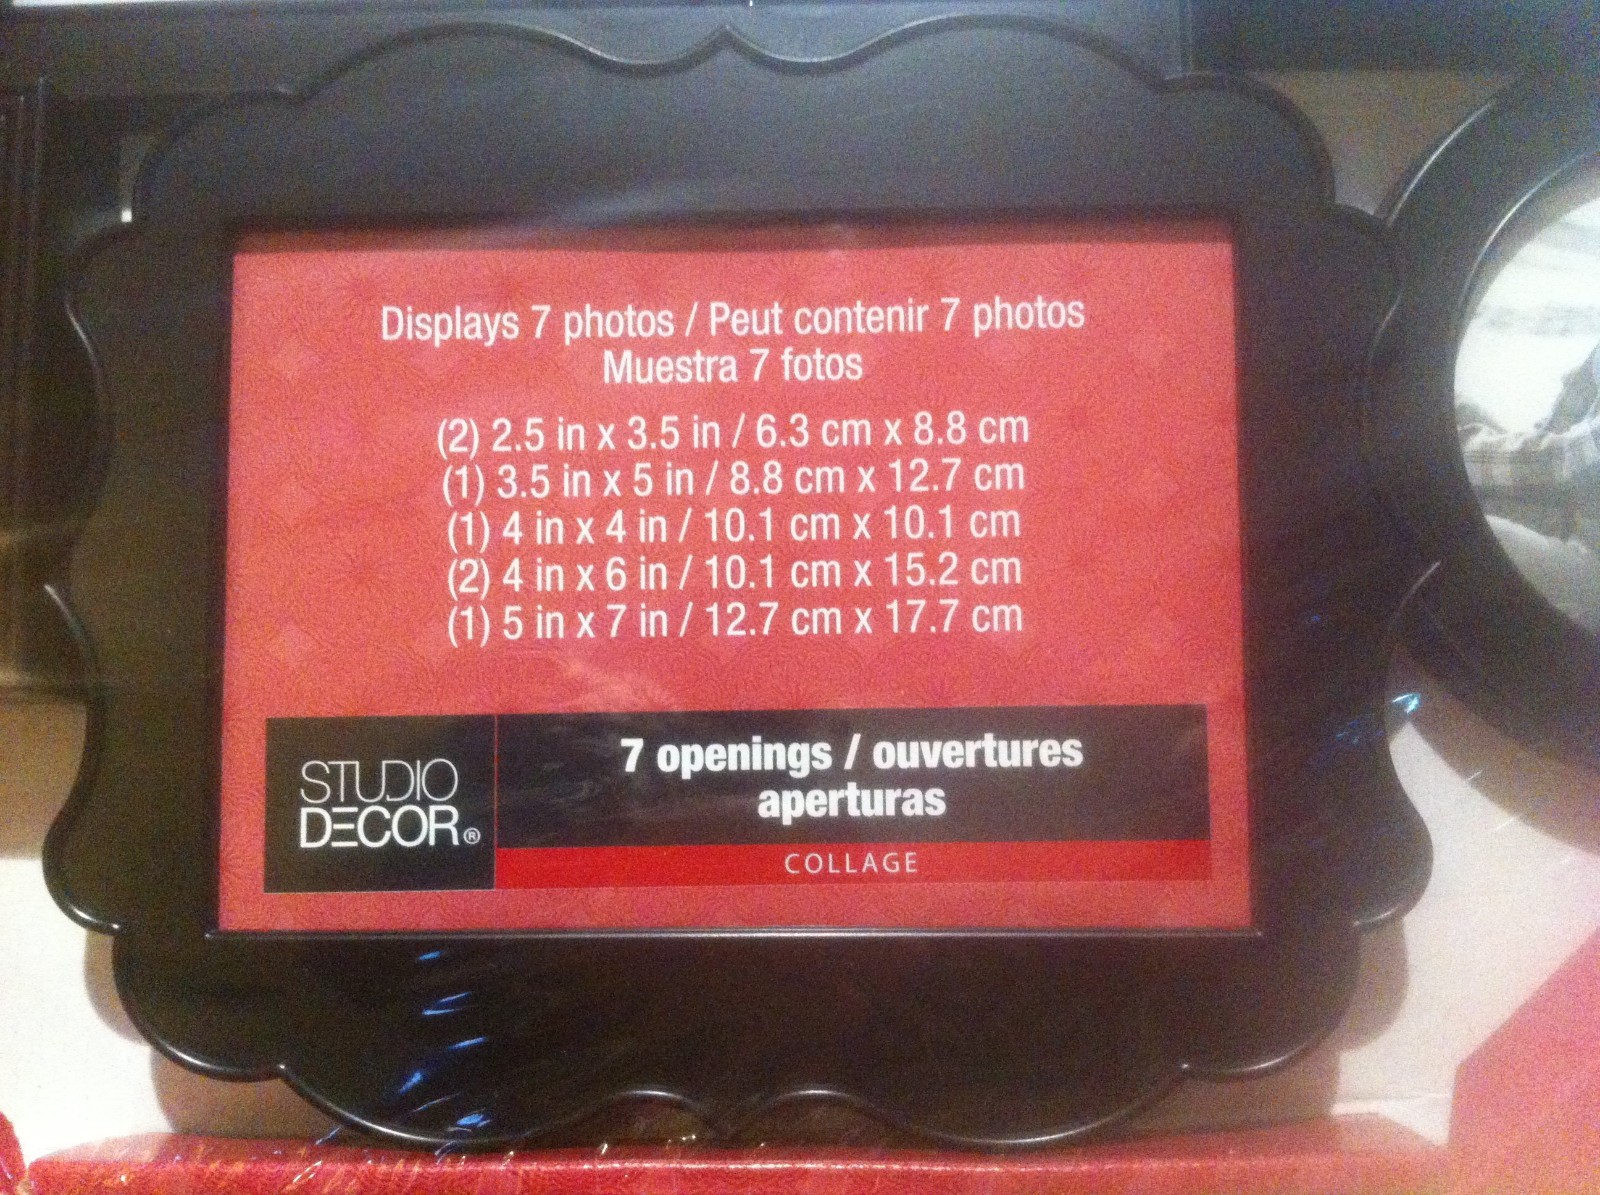 Displays 7 photos / Peut contenir 7 photos
Muestra 7 fotos
(2) 2.5 in x 3.5 in / 6.3 cm x 8.8 cm
(1) 3.5 in x 5 in / 8.8 cm x 12.7 cm
(1) 4 in x 4 in / 10.1 cm x 10.1 cm
(2) 4 in x 6 in / 10.1 cm x 15.2 cm
(1) 5 in x 7 in / 12.7 cm x 17.7 cm
STUDIO
DECOR®
7 openings / ouvertures
aperturas
COLLAGE